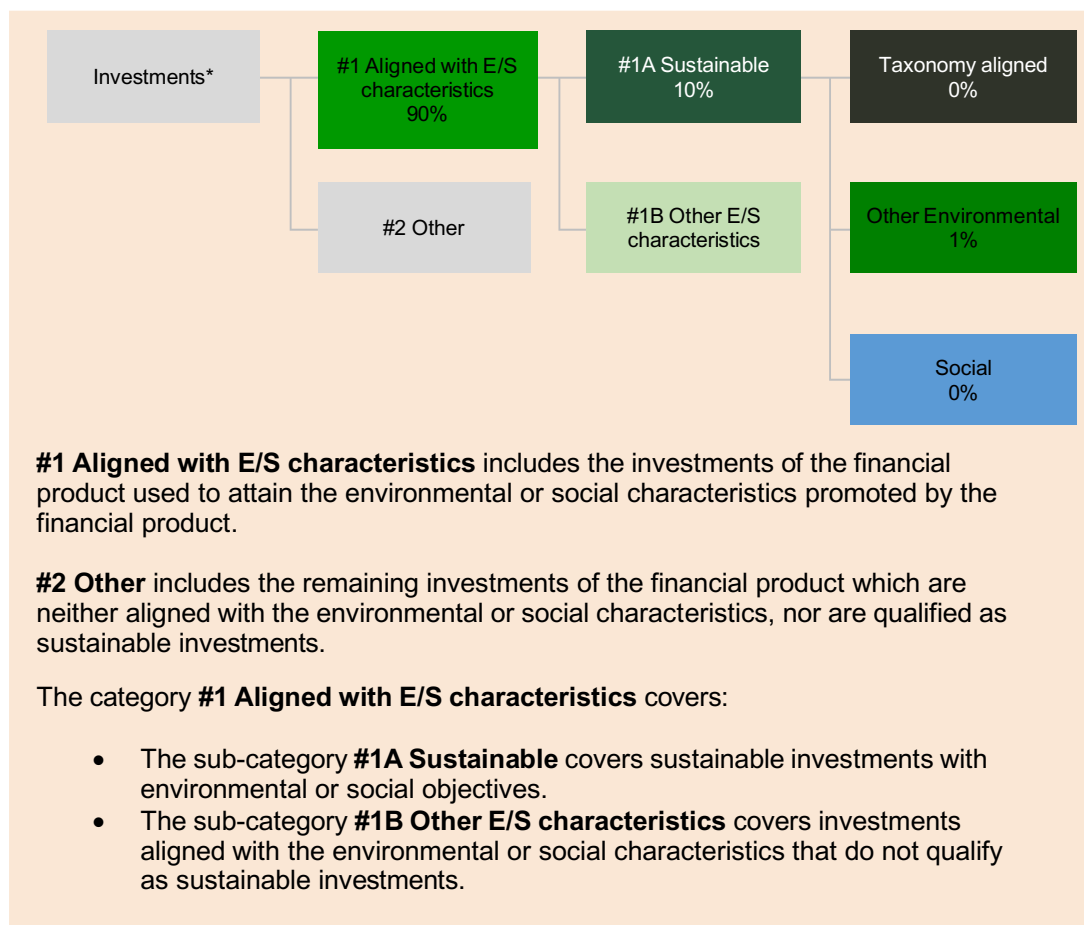 Investments*
#1 Aligned with E/S
characteristics
90%
#1A Sustainable
10%
Taxonomy aligned
0%
#2 Other
#1B Other E/S
characteristics
Other Environmental
1%
Social
0%
#1 Aligned with E/S characteristics includes the investments of the financial
product used to attain the environmental or social characteristics promoted by the
financial product.
#2 Other includes the remaining investments of the financial product which are
neither aligned with the environmental or social characteristics, nor are qualified as
sustainable investments.
The category #1 Aligned with E/S characteristics covers:
• The sub-category #1A Sustainable covers sustainable investments with
environmental or social objectives.
• The sub-category #1B Other E/S characteristics covers investments
aligned with the environmental or social characteristics that do not qualify
as sustainable investments.